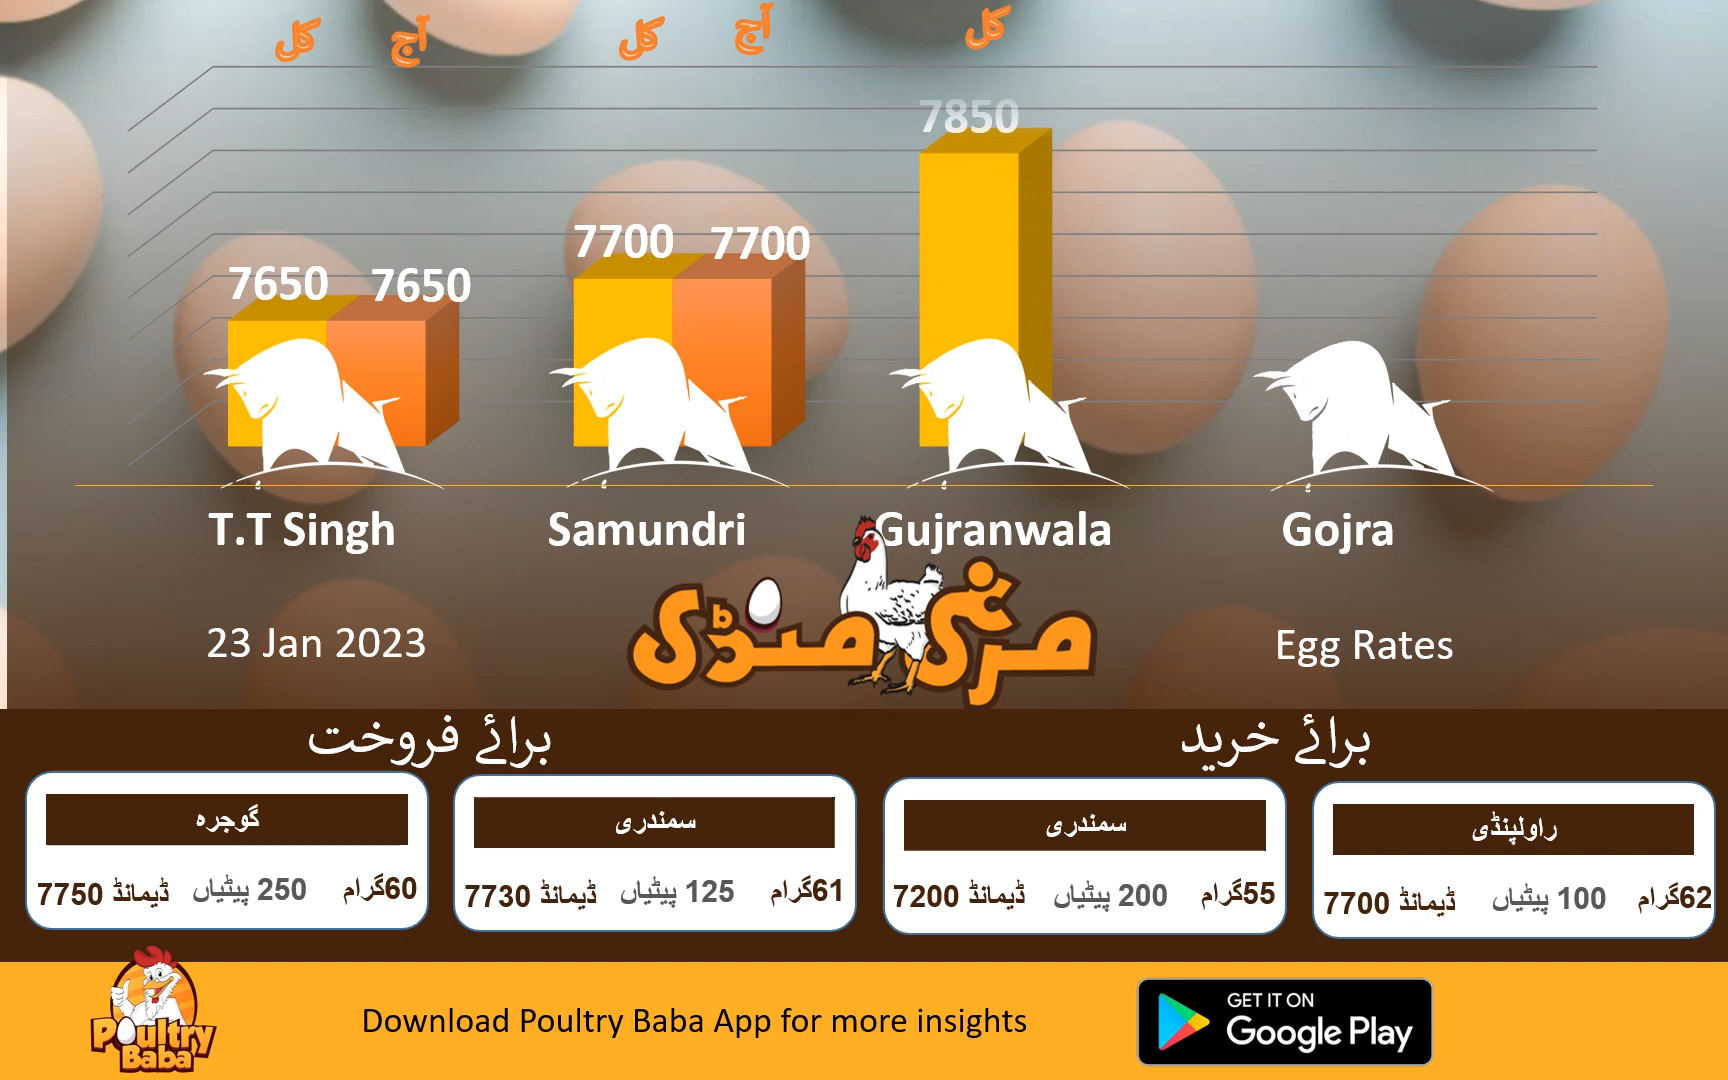 کل آج کل آج کل
7850
7700 7700
7650 7650
T.T Singh Samundri Gujranwala Gojra
مرغی منڈی
23 Jan 2023
Egg Rates
برائے فروخت
برائے خرید
گوجرہ
60گرام 250 پیٹیاں ڈیمانڈ 7750
سمندری
61گرام 125 پیٹیاں ڈیمانڈ 7730
سمندری
55گرام 200 پیٹیاں ڈیمانڈ 7200
راولپنڈی
62گرام 100 پیٹیاں ڈیمانڈ 7700
Poultry
Baba
Download Poultry Baba App for more insights
GET IT ON
Google Play